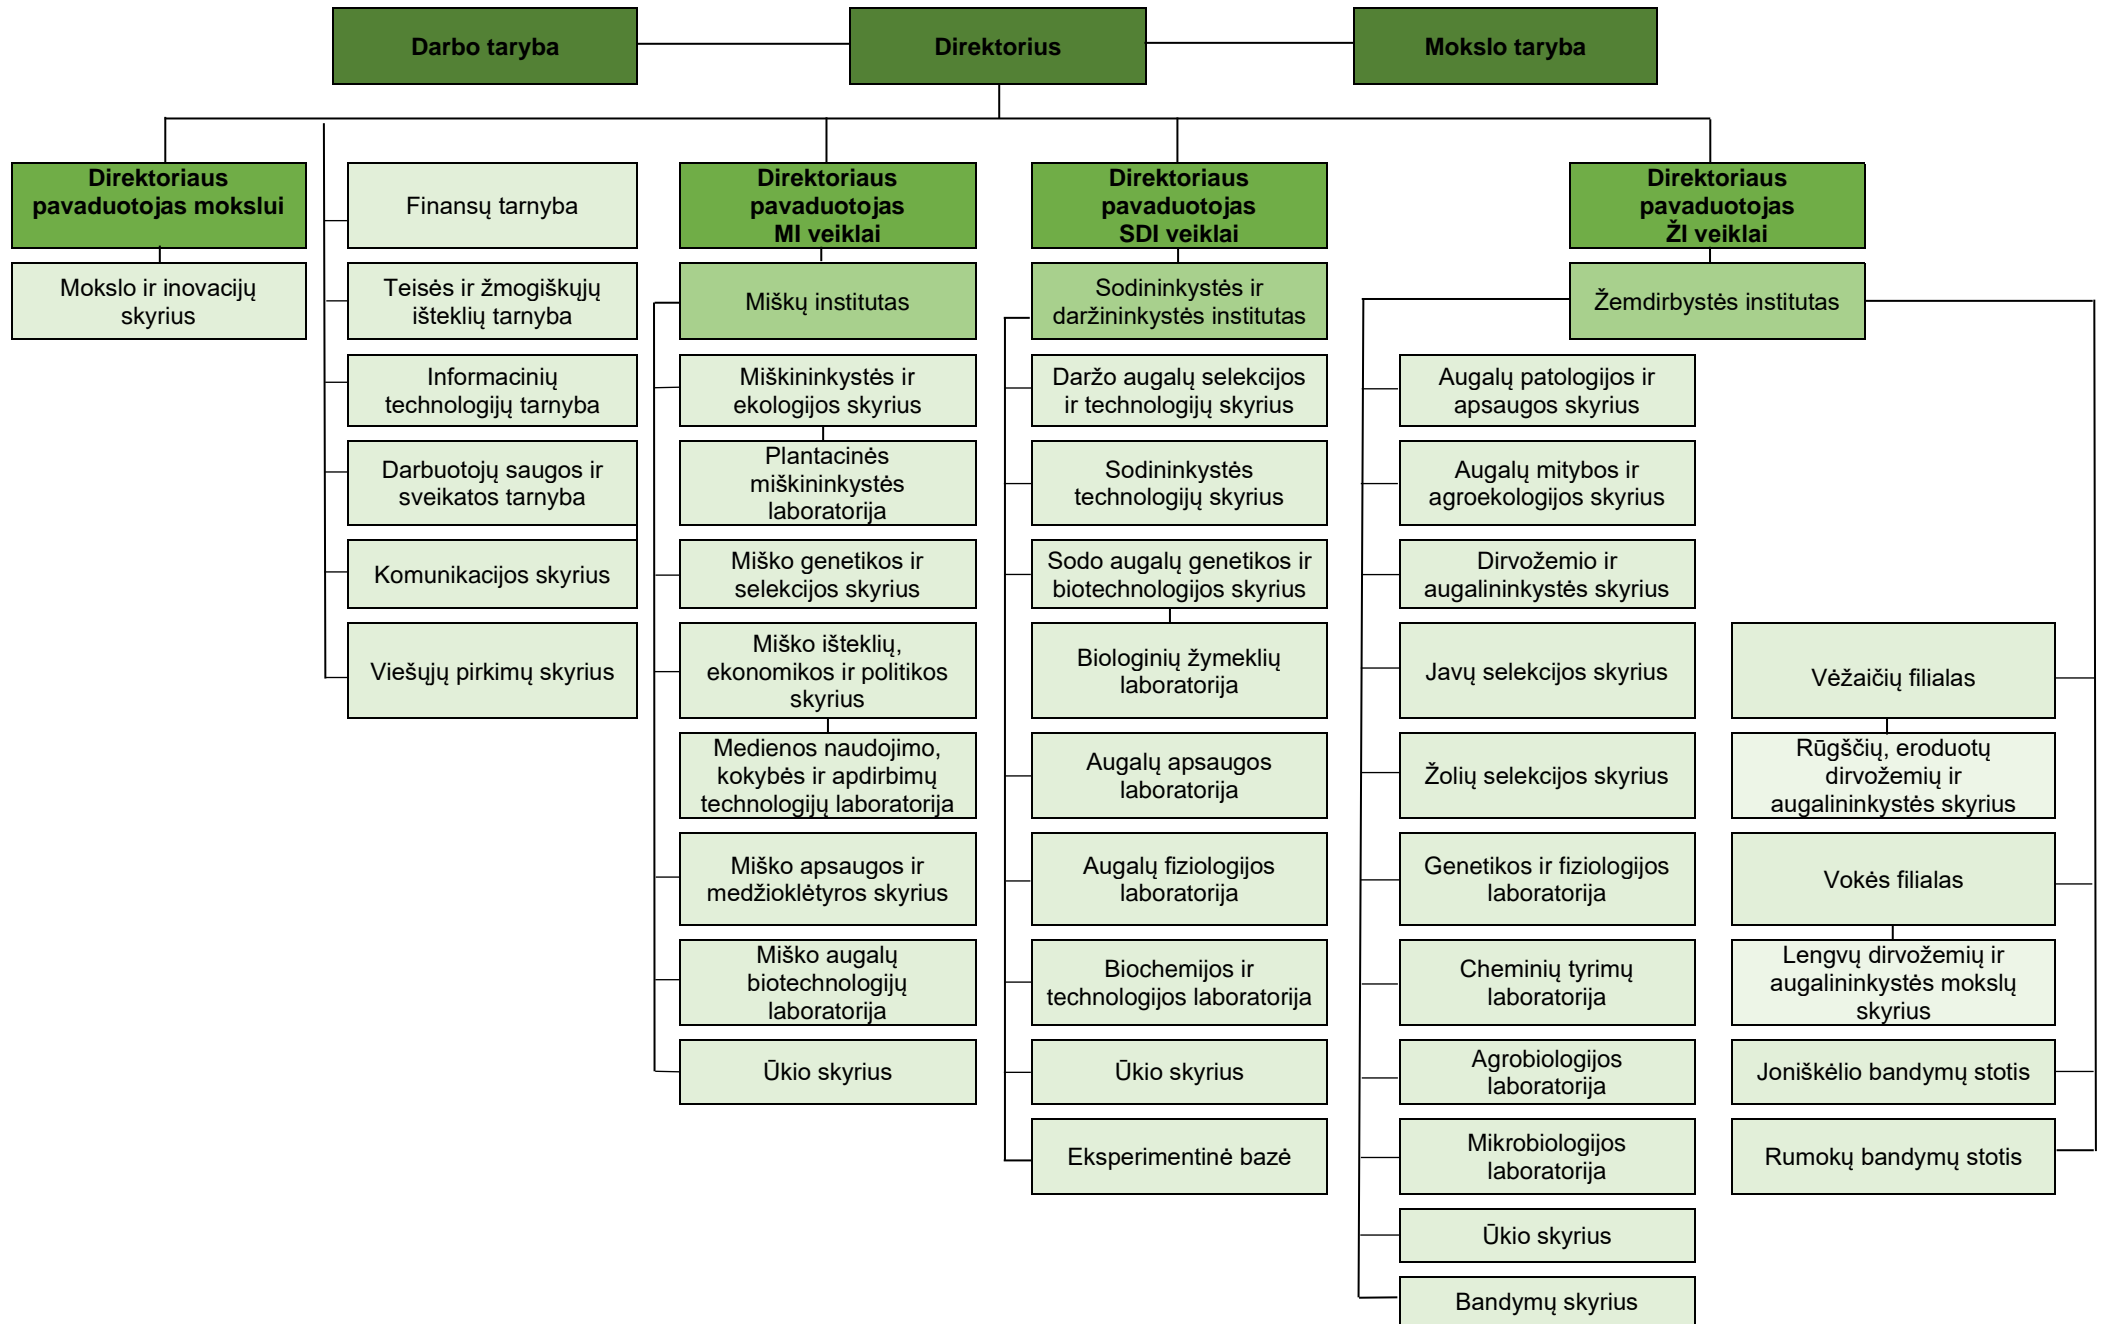 Darbo taryba
Direktorius
Mokslo taryba
Direktoriaus
pavaduotojas mokslui
Mokslo ir inovacijų
skyrius
Finansų tarnyba
Teisės ir žmogiškųjų
išteklių tarnyba
Informacinių
technologijų tarnyba
Darbuotojų saugos ir
sveikatos tarnyba
Komunikacijos skyrius
Viešųjų pirkimų skyrius
Direktoriaus
pavaduotojas
MI veiklai
Miškų institutas
Miškininkystės ir
ekologijos skyrius
Plantacinės
miškininkystės
laboratorija
Miško genetikos ir
selekcijos skyrius
Miško išteklių,
ekonomikos ir politikos
skyrius
Medienos naudojimo,
kokybės ir apdirbimų
technologijų laboratorija
Miško apsaugos ir
medžioklėtyros skyrius
Miško augalų
biotechnologijų
laboratorija
Ūkio skyrius
Direktoriaus
pavaduotojas
SDI veiklai
Sodininkystės ir
daržininkystės institutas
Daržo augalų selekcijos
ir technologijų skyrius
Sodininkystės
technologijų skyrius
Sodo augalų genetikos ir
biotechnologijos skyrius
Biologinių žymeklių
laboratorija
Augalų apsaugos
laboratorija
Augalų fiziologijos
laboratorija
Biochemijos ir
technologijos laboratorija
Ūkio skyrius
Eksperimentinė bazė
Direktoriaus
pavaduotojas
ŽI veiklai
Žemdirbystės institutas
Augalų patologijos ir
apsaugos skyrius
Augalų mitybos ir
agroekologijos skyrius
Dirvožemio ir
augalininkystės skyrius
Javų selekcijos skyrius
Žolių selekcijos skyrius
Genetikos ir fiziologijos
laboratorija
Cheminių tyrimų
laboratorija
Agrobiologijos
laboratorija
Mikrobiologijos
laboratorija
Ūkio skyrius
Bandymų skyrius
Vėžaičių filialas
Rūgščių, eroduotų
dirvožemių ir
augalininkystės skyrius
Vokės filialas
Lengvų dirvožemių ir
augalininkystės mokslų
skyrius
Joniškėlio bandymų stotis
Rumokų bandymų stotis